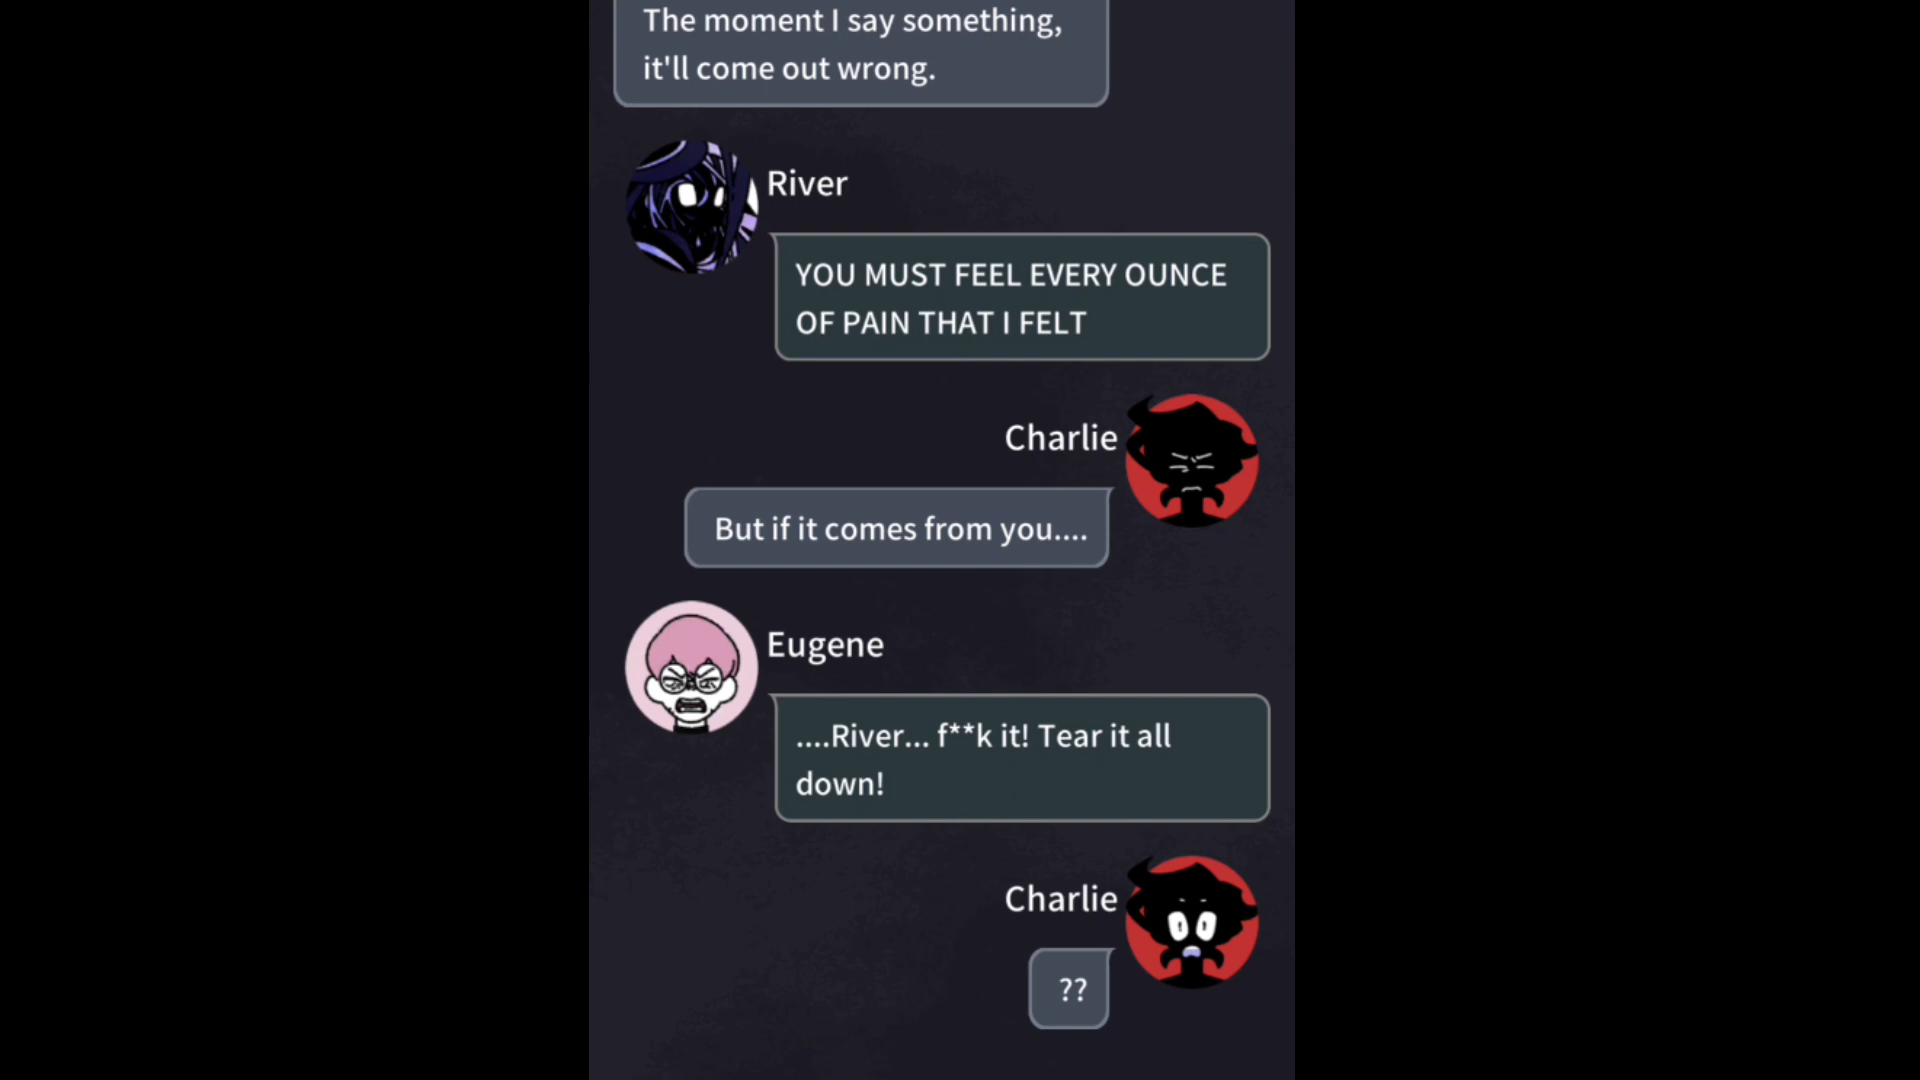 The moment I say something,
it'll come out wrong.
River
YOU MUST FEEL EVERY OUNCE
OF PAIN THAT I FELT
Charlie
But if it comes from you....
Eugene
....River... f**k it! Tear it all
down!
Charlie
??